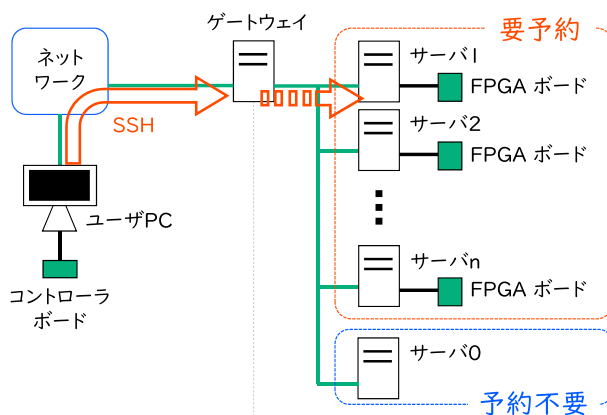 ゲートウェイ
要予約
ネット
ワーク
サーバ1
FPGA ボード
SSH
サーバ2
FPGA ボード
ユーザPC
サーバn
FPGA ボード
コントローラ
ボード
サーバ0
予約不要